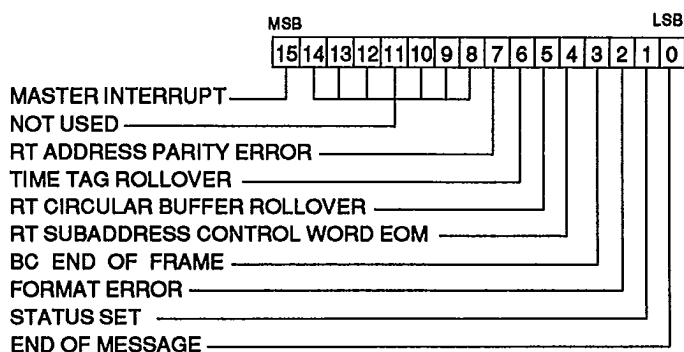 MSB LSB
15 14 13 12 11 10 9 8 7 6 5 4 3 2 1 0
MASTER INTERRUPT
NOT USED
RT ADDRESS PARITY ERROR
TIME TAG ROLLOVER
RT CIRCULAR BUFFER ROLLOVER
RT SUBADDRESS CONTROL WORD EOM
BC END OF FRAME
FORMAT ERROR
STATUS SET
END OF MESSAGE